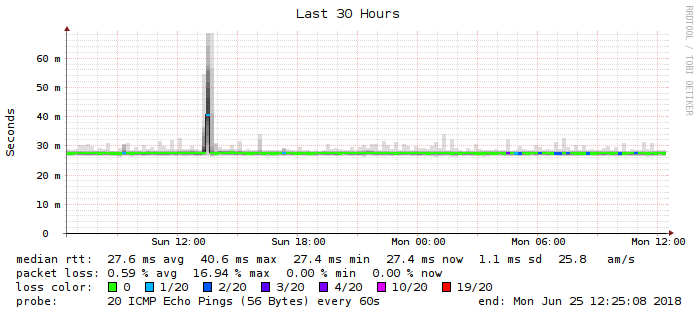 Last 30 Hours
RRDTOOL / TOBI OETIKER
Seconds
60 m
50 m
40 m
30 m
20 m
10 m
0
Sun 12:00 Sun 18:00 Mon 00:00 Mon 06:00 Mon 12:00
median rtt: 27.6 ms avg 40.6 ms max 27.4 ms min 27.4 ms now 1.1 ms sd 25.8 am/s
packet loss: 0.59 % avg 16.94 % max 0.00 % min 0.00 % now
loss color: 0 1/20 2/20 3/20 4/20 10/20 19/20
probe: 20 ICMP Echo Pings (56 Bytes) every 60s end: Mon Jun 25 12:25:08 2018